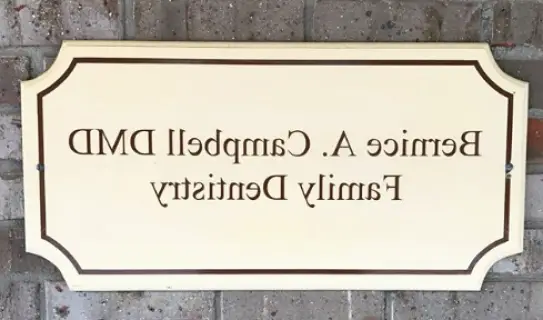 Bernice A. Campbell DMD
Family Dentistry